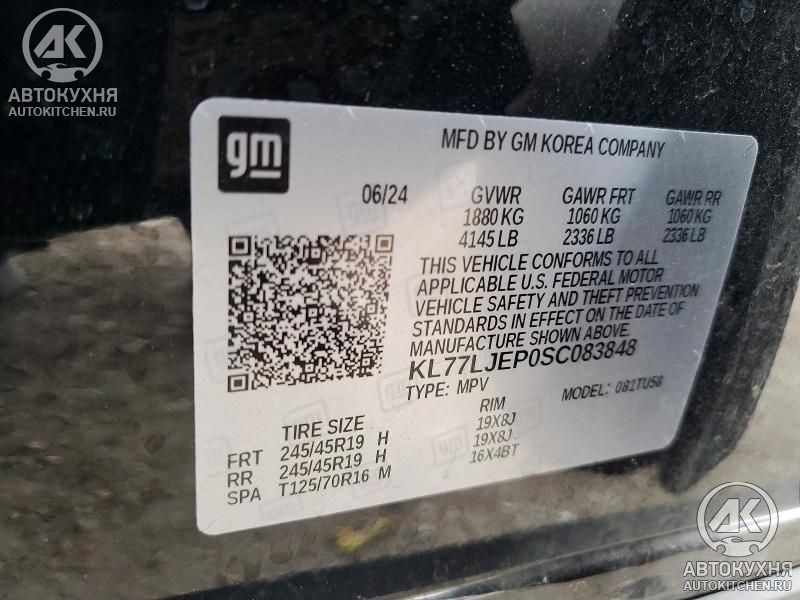 AK
АВТОКУХНЯ
AUTOKITCHEN.RU
gm
MFD BY GM KOREA COMPANY
06/24 GVWR GAWR FRT GAWR RR
1880 KG 1060 KG 1060 KG
4145 LB 2336 LB 2336 LB
THIS VEHICLE CONFORMS TO ALL
APPLICABLE U.S. FEDERAL MOTOR
VEHICLE SAFETY AND THEFT PREVENTION
STANDARDS IN EFFECT ON THE DATE OF
MANUFACTURE SHOWN ABOVE.
KL77LJEP0SC083848
TYPE: MPV MODEL: 081TU58
TIRE SIZE RIM
FRT 245/45R19 H 19X8J
RR 245/45R19 H 19X8J
SPA T125/70R16 M 16X4BT
AK
АВТОКУХНЯ
AUTOKITCHEN.RU